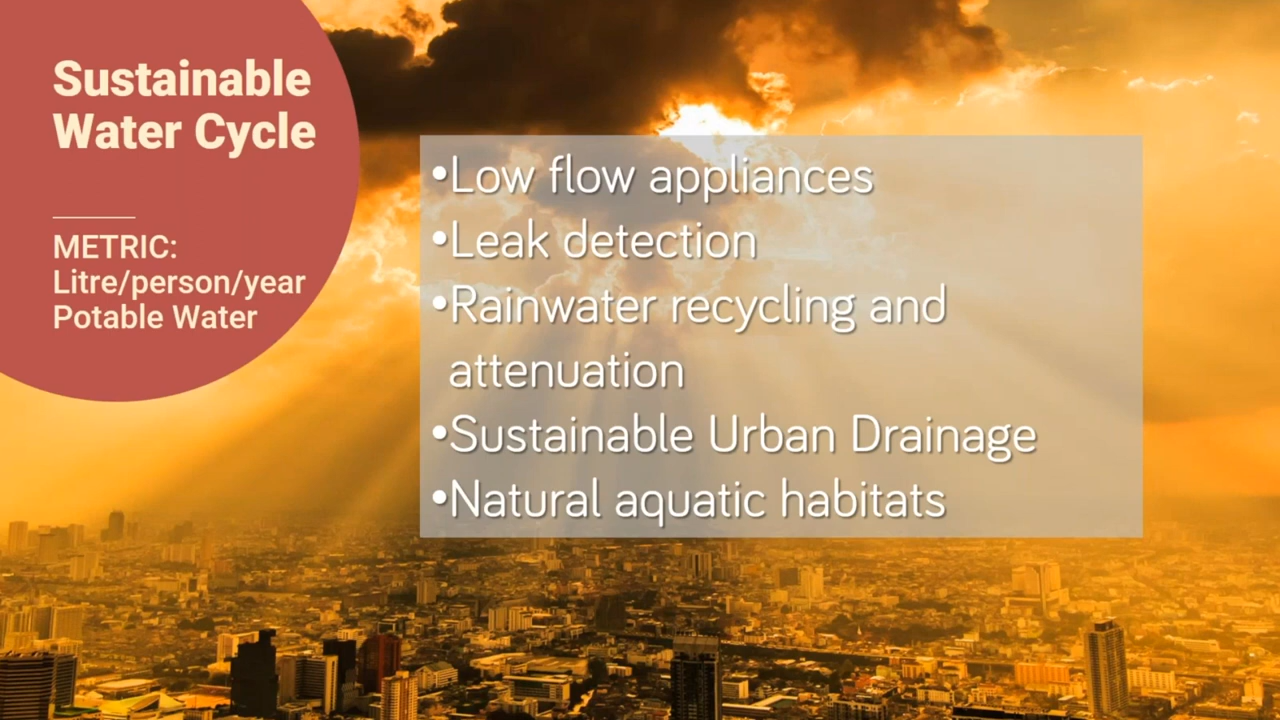 Sustainable
Water Cycle
METRIC:
Litre/person/year
Potable Water
•Low flow appliances
•Leak detection
•Rainwater recycling and
attenuation
•Sustainable Urban Drainage
•Natural aquatic habitats